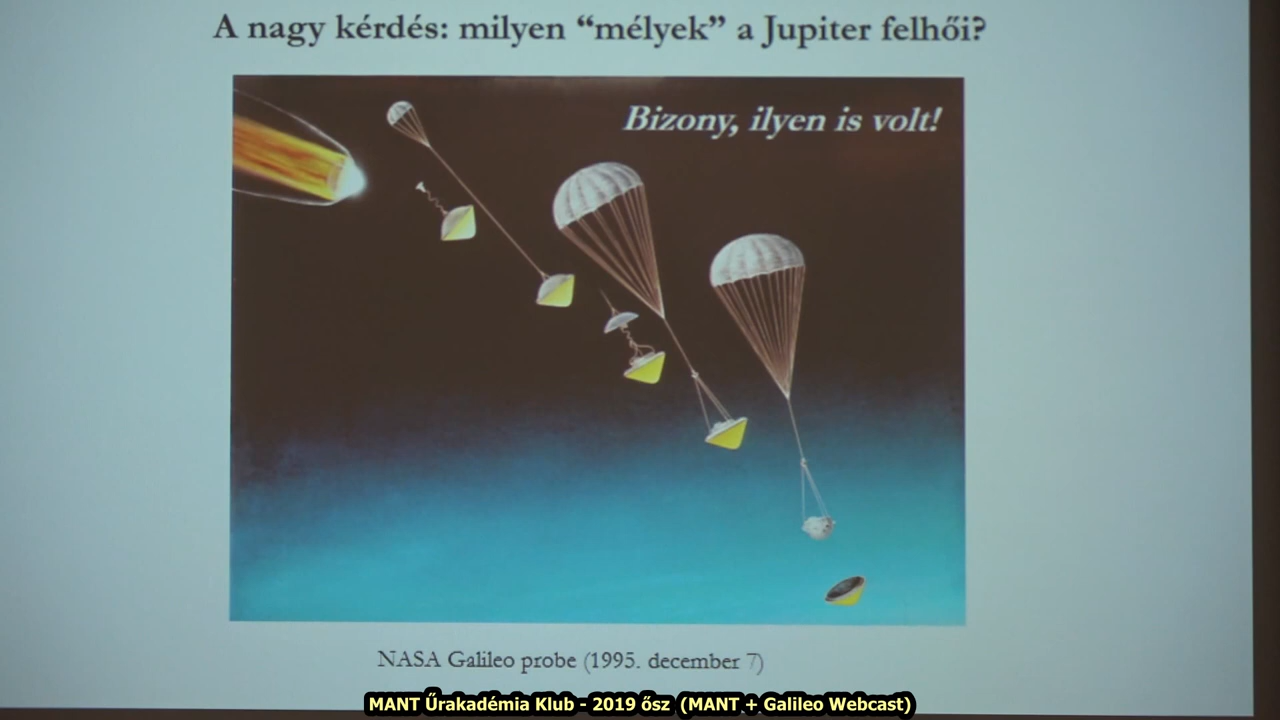 A nagy kérdés: milyen “mélyek” a Jupiter felhői?
Bizony, ilyen is volt!
NASA Galileo probe (1995. december 7)
MANT Űrakadémia Klub - 2019 ősz (MANT + Galileo Webcast)